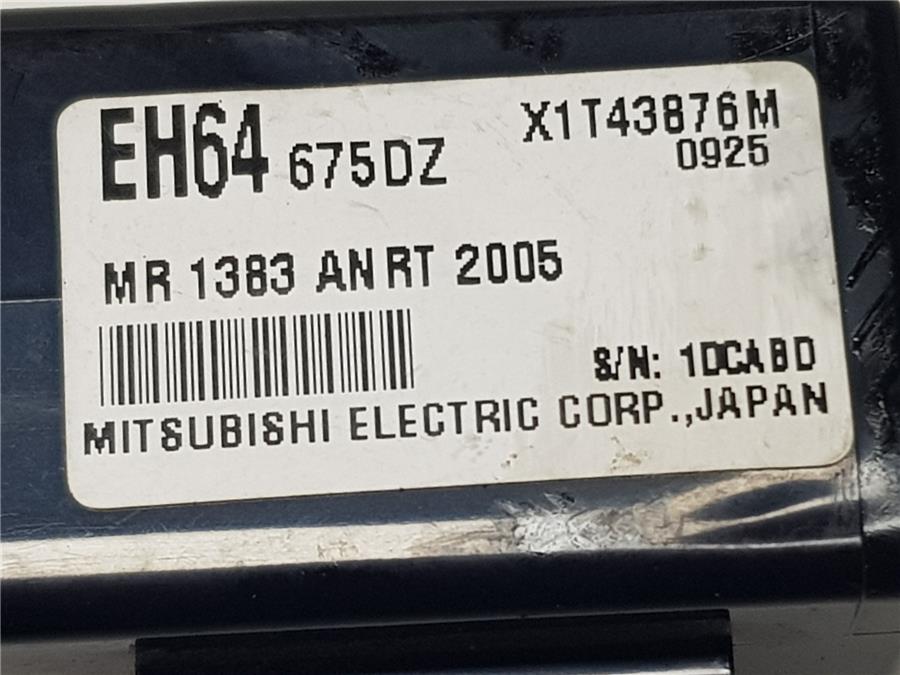 EH64 675DZ X1T43876M
0925
MR 1383 AN RT 2005
S/N: 1DCABD
MITSUBISHI ELECTRIC CORP.,JAPAN